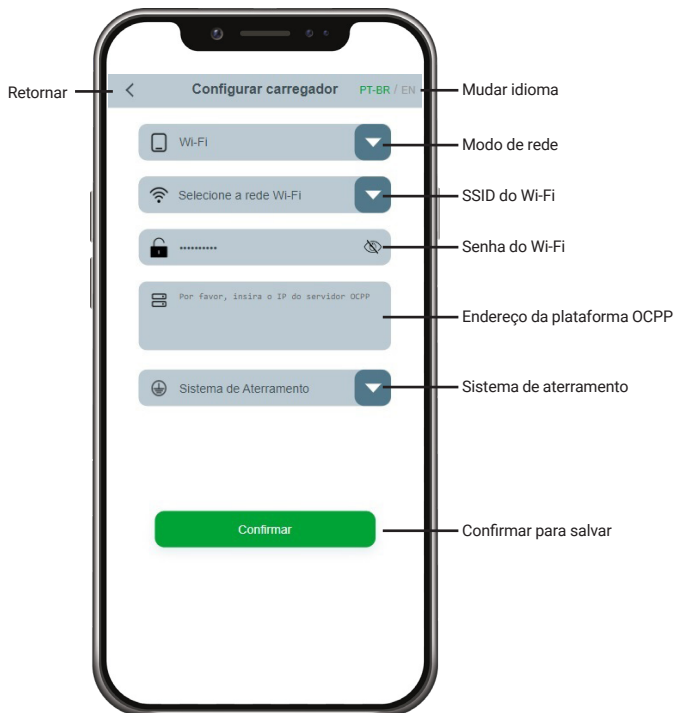 Retornar
Configurar carregador
PT-BR / EN
Mudar idioma
Wi-Fi
Modo de rede
Selecione a rede Wi-Fi
SSID do Wi-Fi
••••••••••
Senha do Wi-Fi
Por favor, insira o IP do servidor OCPP
Endereço da plataforma OCPP
Sistema de Aterramento
Sistema de aterramento
Confirmar
Confirmar para salvar